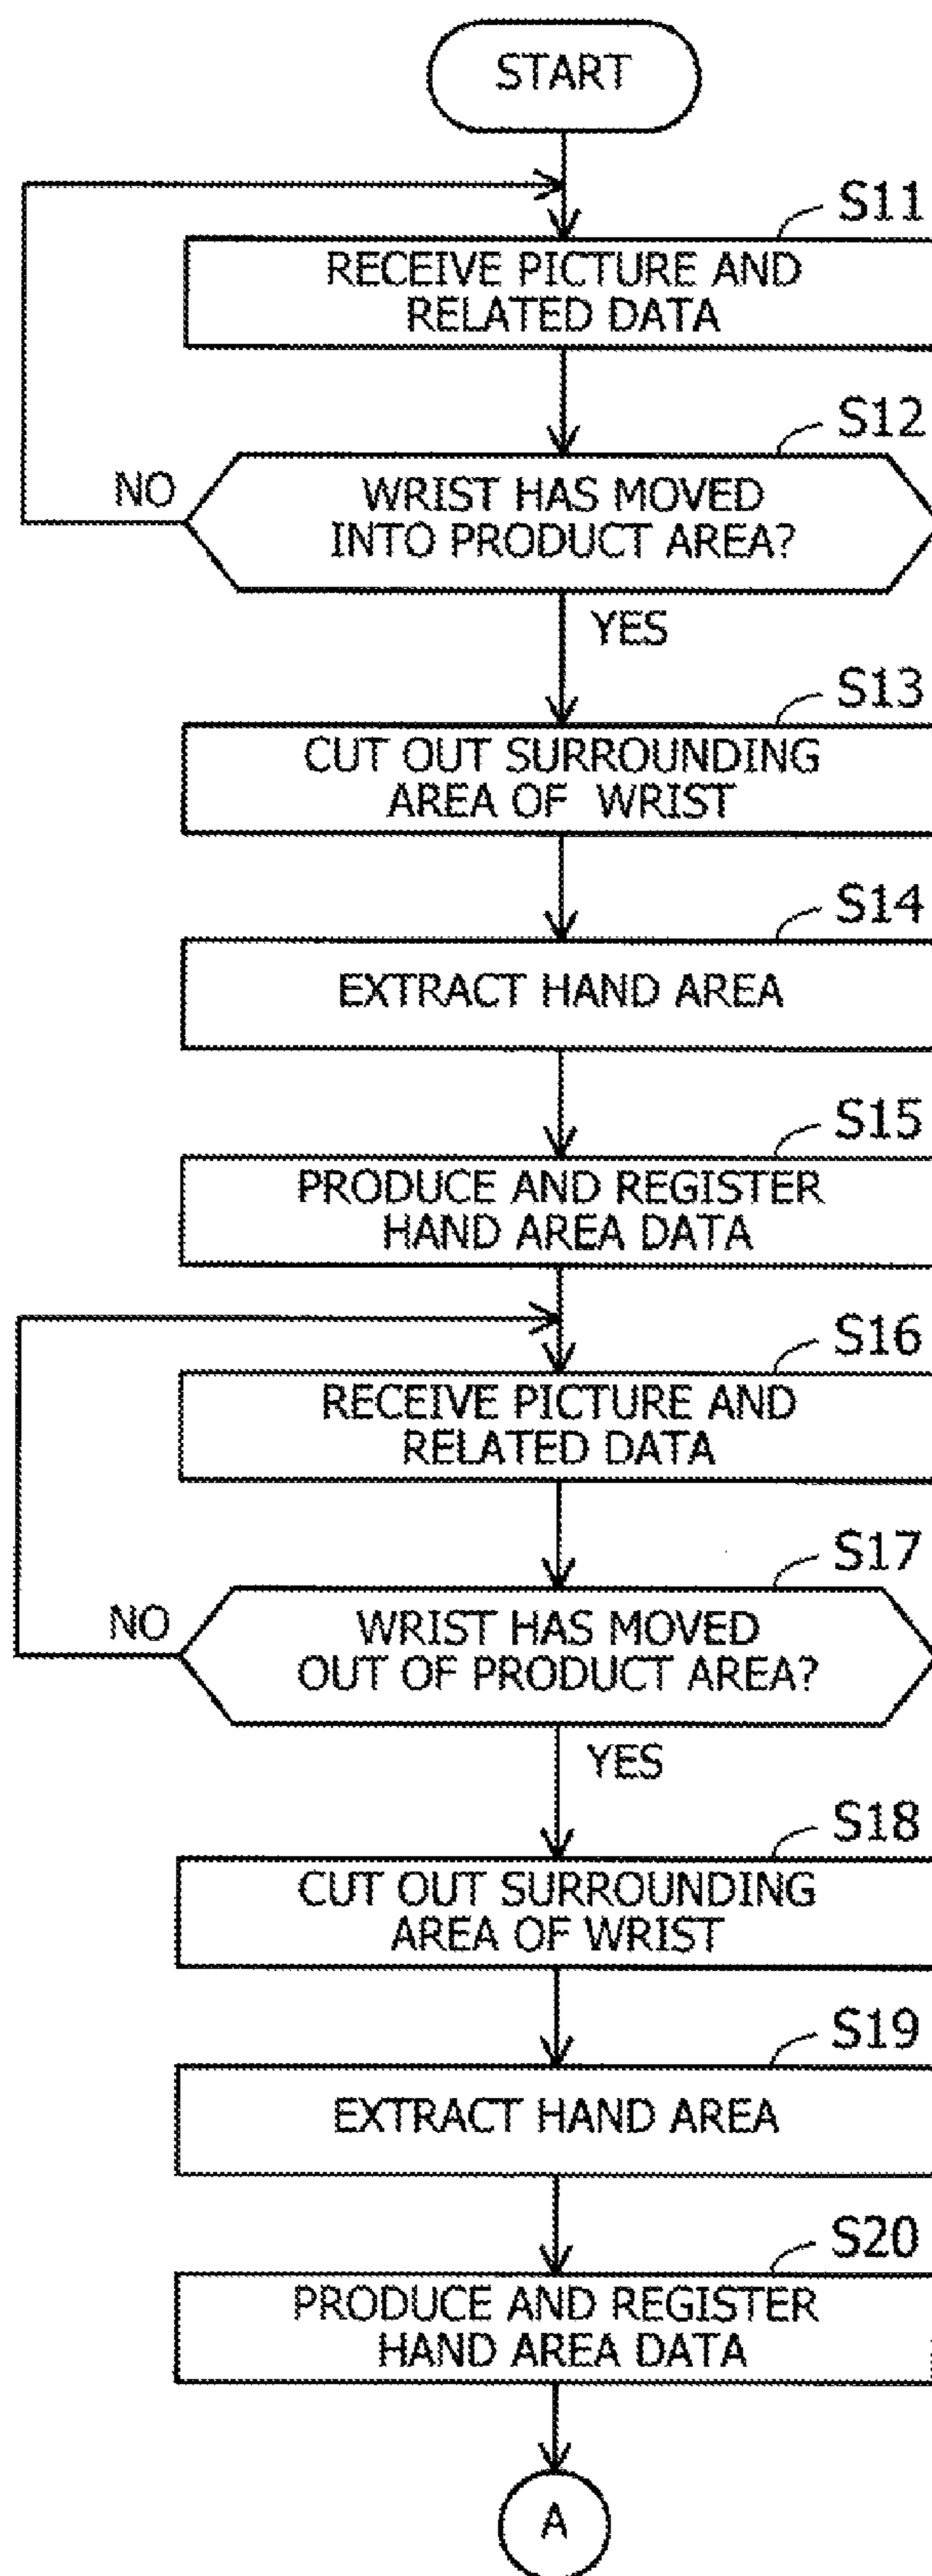 START
S11
RECEIVE PICTURE AND
RELATED DATA
S12
NO
WRIST HAS MOVED
INTO PRODUCT AREA?
YES
S13
CUT OUT SURROUNDING
AREA OF WRIST
S14
EXTRACT HAND AREA
S15
PRODUCE AND REGISTER
HAND AREA DATA
S16
RECEIVE PICTURE AND
RELATED DATA
S17
NO
WRIST HAS MOVED
OUT OF PRODUCT AREA?
YES
S18
CUT OUT SURROUNDING
AREA OF WRIST
S19
EXTRACT HAND AREA
S20
PRODUCE AND REGISTER
HAND AREA DATA
A